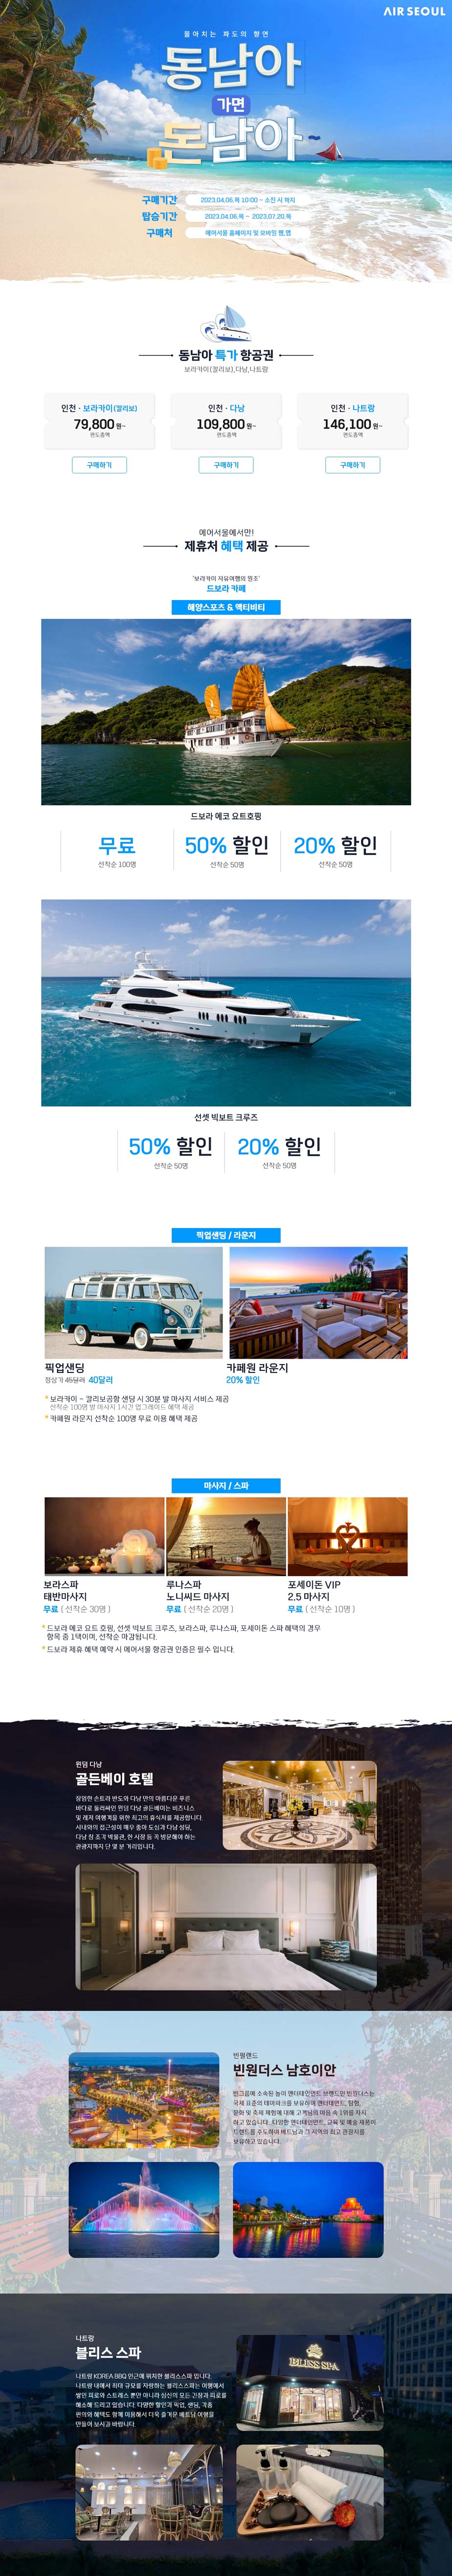 AIR SEOUL
몰아치는 파도의 향연
동남아
가면
돈남아
구매기간 2023.04.06.목 10:00 ~ 소진 시 까지
탑승기간 2023.04.06.목 ~ 2023.07.20.목
구매처 에어서울 홈페이지 및 모바일 웹,앱
동남아 특가 항공권
보라카이(깔리보),다낭,나트랑
인천 · 보라카이(깔리보)
79,800 원~
편도총액
구매하기
인천 · 다낭
109,800 원~
편도총액
구매하기
인천 · 나트랑
146,100 원~
편도총액
구매하기
에어서울에서만!
제휴처 혜택 제공
'보라카이 자유여행의 원조'
드보라 카페
해양스포츠 & 액티비티
드보라 에코 요트호핑
무료
선착순 100명
50% 할인
선착순 50명
20% 할인
선착순 50명
선셋 빅보트 크루즈
50% 할인
선착순 50명
20% 할인
선착순 50명
픽업샌딩 / 라운지
픽업샌딩
정상가 45달러 40달러
카페원 라운지
20% 할인
* 보라카이 - 깔리보공항 샌딩 시 30분 발 마사지 서비스 제공
선착순 100명 발 마사지 1시간 업그레이드 혜택 제공
* 카페원 라운지 선착순 100명 무료 이용 혜택 제공
마사지 / 스파
보라스파
태반마사지
무료 ( 선착순 30명 )
루나스파
노니씨드 마사지
무료 ( 선착순 20명 )
포세이돈 VIP
2.5 마사지
무료 ( 선착순 10명 )
* 드보라 에코 요트 호핑, 선셋 빅보트 크루즈, 보라스파, 루나스파, 포세이돈 스파 혜택의 경우
항목 중 1택이며, 선착순 마감됩니다.
* 드보라 제휴 혜택 예약 시 에어서울 항공권 인증은 필수 입니다.
윈덤 다낭
골든베이 호텔
장엄한 손트라 반도와 다낭 만의 아름다운 푸른
바다로 둘러싸인 윈덤 다낭 골든베이는 비즈니스
및 레저 여행객을 위한 최고의 휴식처를 제공합니다.
시내와의 접근성이 매우 좋아 도심과 다낭 성당,
다낭 참 조각 박물관, 한 시장 등 꼭 방문해야 하는
관광지까지 단 몇 분 거리입니다.
빈펄랜드
빈원더스 남호이안
빈그룹에 소속된 놀이 엔터테인먼트 브랜드인 빈원더스는
국제 표준의 테마파크를 보유하며 엔터테인먼트, 탐험,
문화 및 축제 체험에 대해 고객님의 마음 속 1위를 차지
하고 있습니다. 다양한 엔터테인먼트, 교육 및 예술 제품의
트렌드를 주도하며 베트남과 그 지역의 최고 관광지를
보유하고 있습니다.
나트랑
블리스 스파
나트랑 KOREA BBQ 인근에 위치한 블리스스파 입니다.
나트랑 내에서 최대 규모를 자랑하는 블리스스파는 여행에서
쌓인 피로와 스트레스 뿐만 아니라 심신의 모든 긴장과 피로를
해소해 드리고 있습니다. 다양한 할인과 픽업, 샌딩, 각종
편의와 혜택도 함께 이용해서 더욱 즐거운 베트남 여행을
만들어 보시길 바랍니다.
BLISS SPA